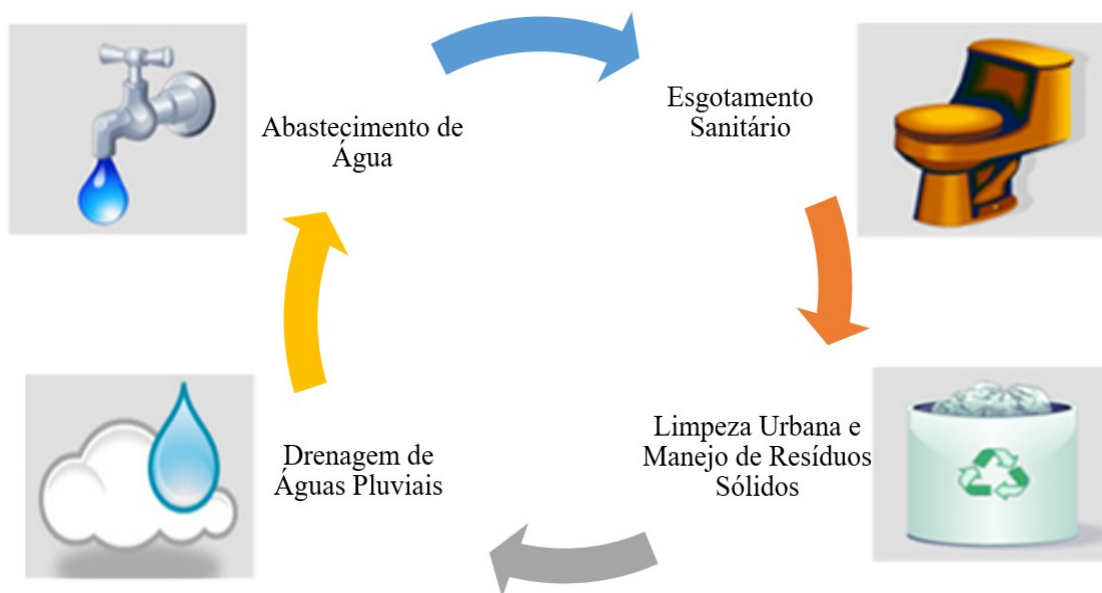 Abastecimento de
Água
Esgotamento
Sanitário
Limpeza Urbana e
Manejo de Resíduos
Sólidos
Drenagem de
Águas Pluviais